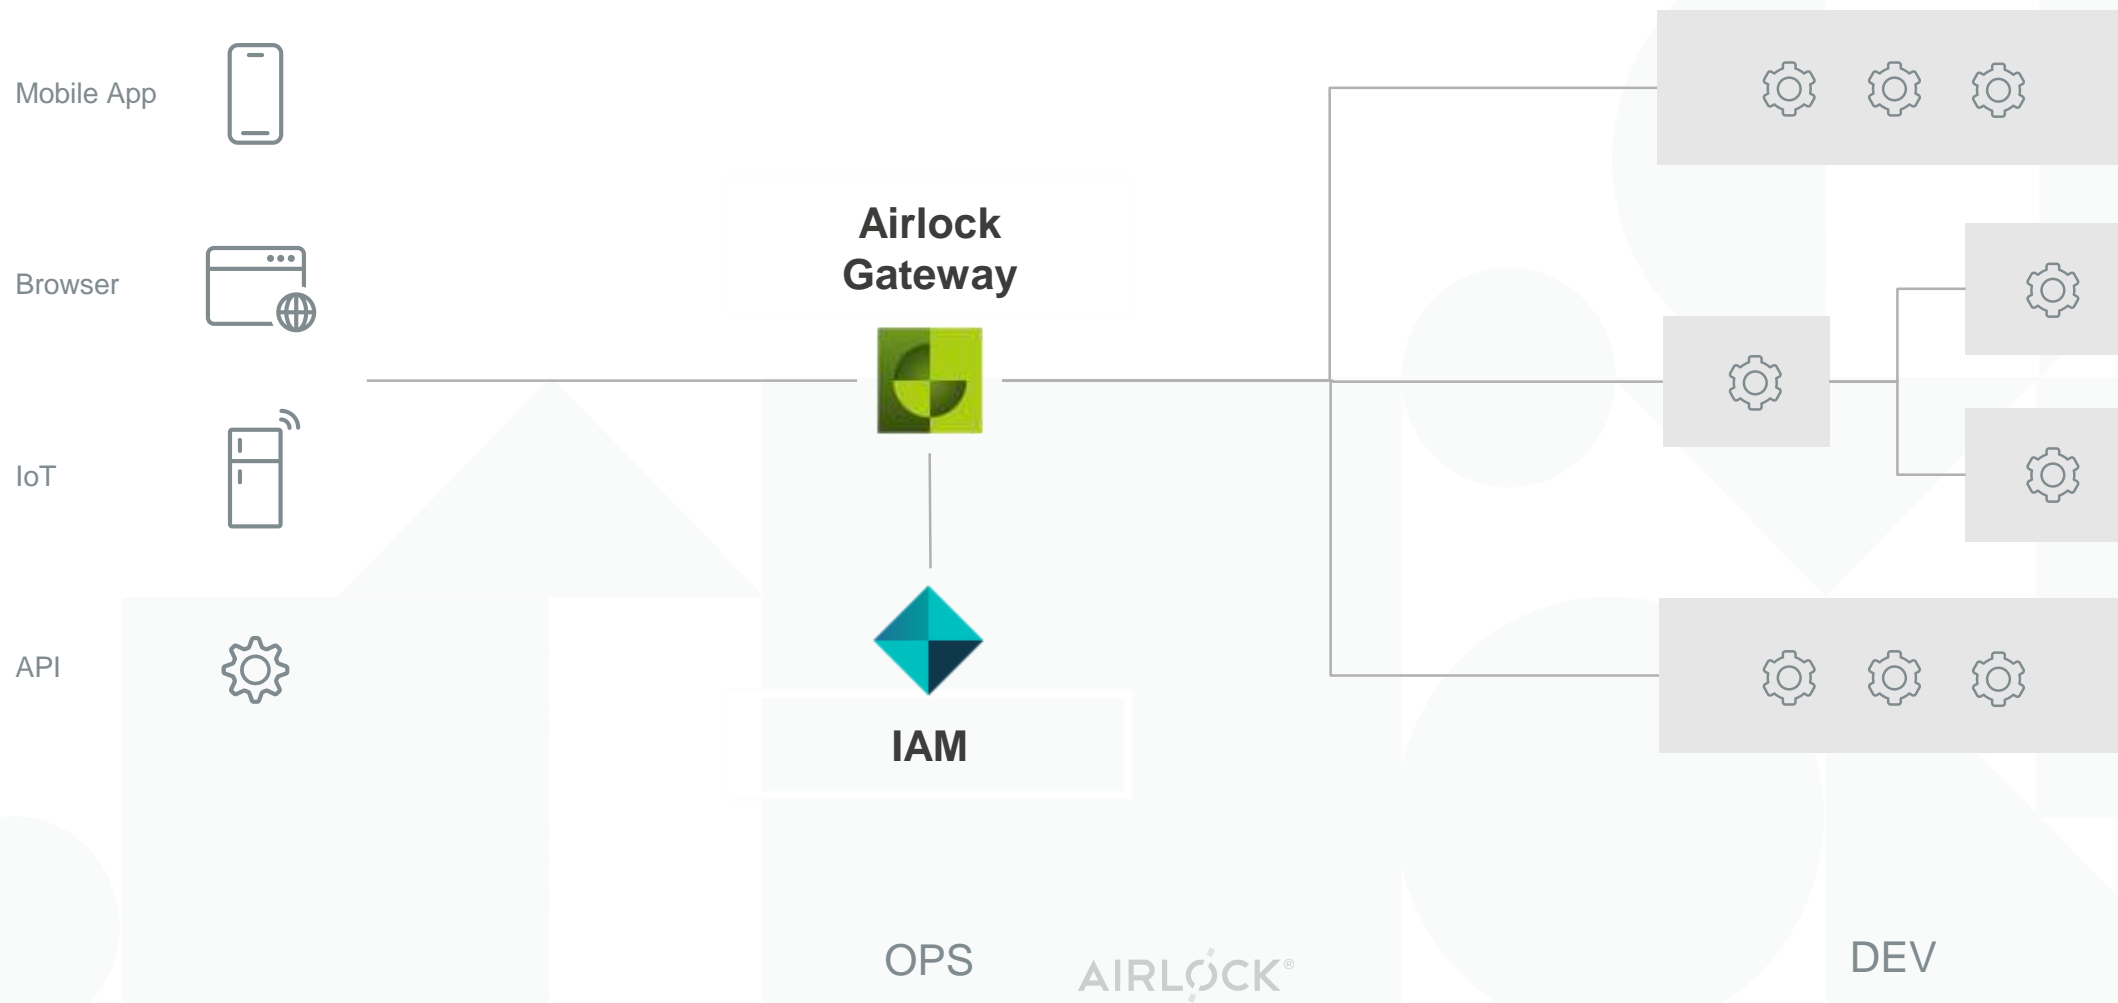 Mobile App
Browser
IoT
API
Airlock
Gateway
IAM
OPS
AIRLOCK®
DEV